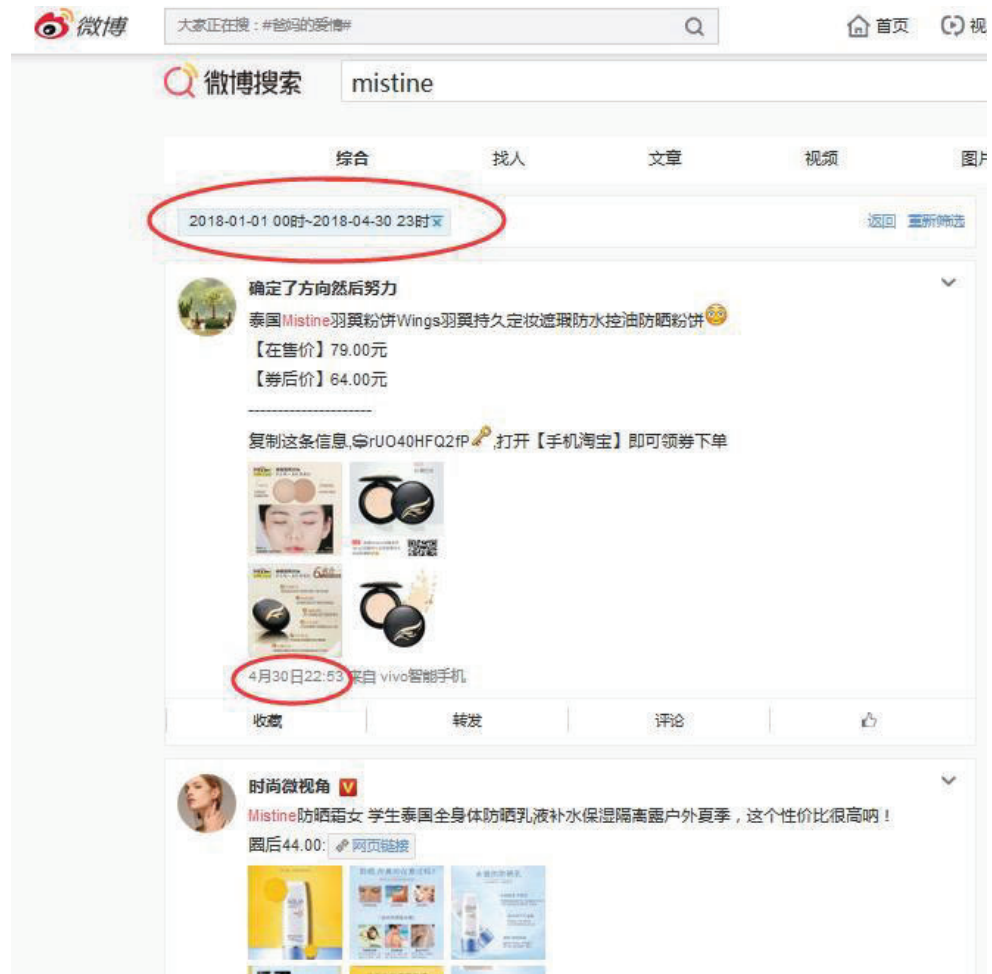 微博
大家正在搜：#爸妈的爱情#
首页
视
微博搜索
mistine
综合 找人 文章 视频 图片
2018-01-01 00时~2018-04-30 23时
返回 重新筛选
确定了方向然后努力
泰国Mistine羽翼粉饼Wings羽翼持久定妆遮瑕防水控油防晒粉饼
【在售价】79.00元
【券后价】64.00元
---------------------
复制这条信息,rUO40HFQ2fP,打开【手机淘宝】即可领券下单
4月30日22:53 来自 vivo智能手机
收藏 转发 评论
时尚微视角 V
Mistine防晒霜女 学生泰国全身体防晒乳液补水保湿隔离露户外夏季，这个性价比很高呐！
圈后44.00: 网页链接